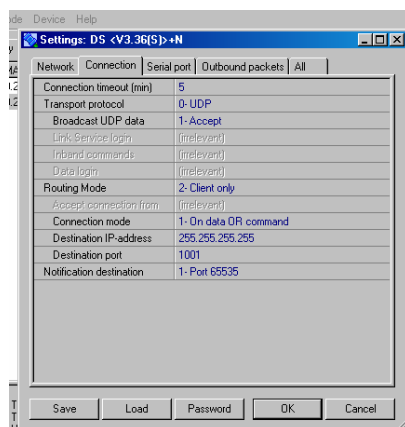 Device Help
Settings: DS <V3.36(S)>+N
Network Connection Serial port Outbound packets All
Connection timeout (min) 5
Transport protocol 0- UDP
Broadcast UDP data 1- Accept
Link Service login (irrelevant)
Inband commands (irrelevant)
Data login (irrelevant)
Routing Mode 2- Client only
Accept connection from (irrelevant)
Connection mode 1- On data OR command
Destination IP-address 255.255.255.255
Destination port 1001
Notification destination 1- Port 65535
Save Load Password OK Cancel